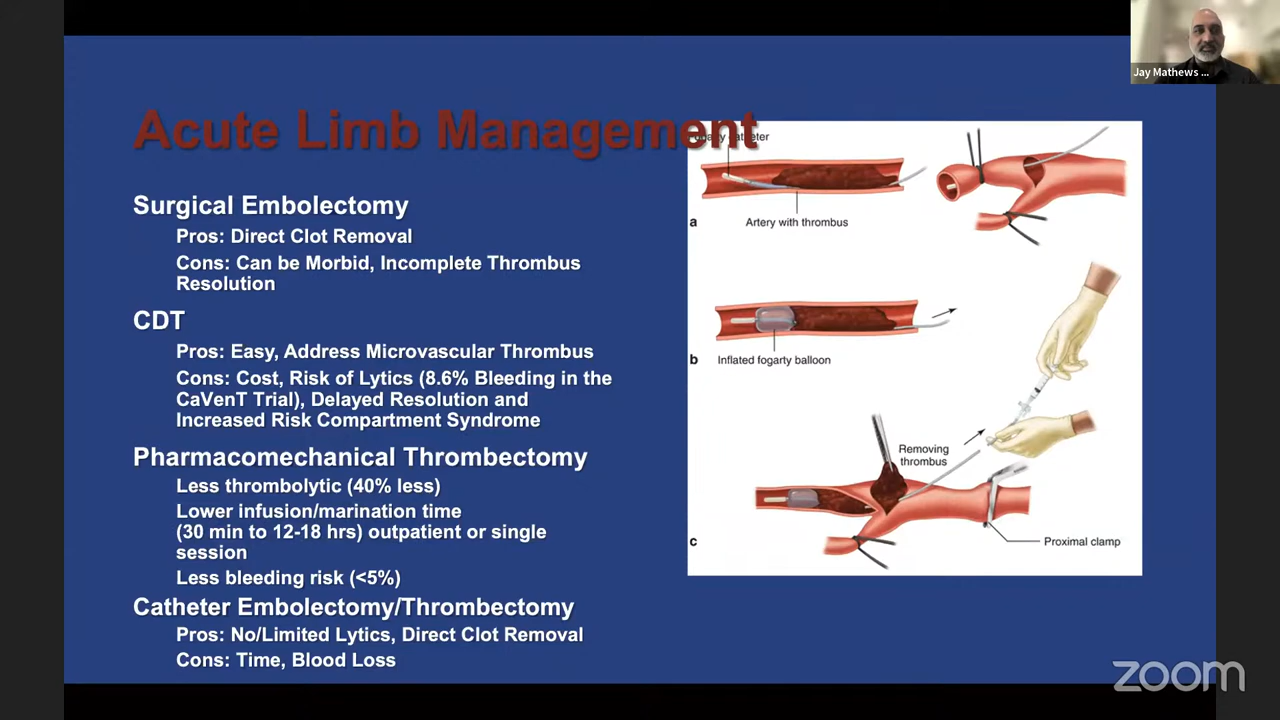 Jay Mathews ...
Acute Limb Management
Surgical Embolectomy
Pros: Direct Clot Removal
Cons: Can be Morbid, Incomplete Thrombus
Resolution
CDT
Pros: Easy, Address Microvascular Thrombus
Cons: Cost, Risk of Lytics (8.6% Bleeding in the
CaVenT Trial), Delayed Resolution and
Increased Risk Compartment Syndrome
Pharmacomechanical Thrombectomy
Less thrombolytic (40% less)
Lower infusion/marination time
(30 min to 12-18 hrs) outpatient or single
session
Less bleeding risk (<5%)
Catheter Embolectomy/Thrombectomy
Pros: No/Limited Lytics, Direct Clot Removal
Cons: Time, Blood Loss
catheter
Artery with thrombus
a
Inflated fogarty balloon
b
Removing
thrombus
c
Proximal clamp
zoom